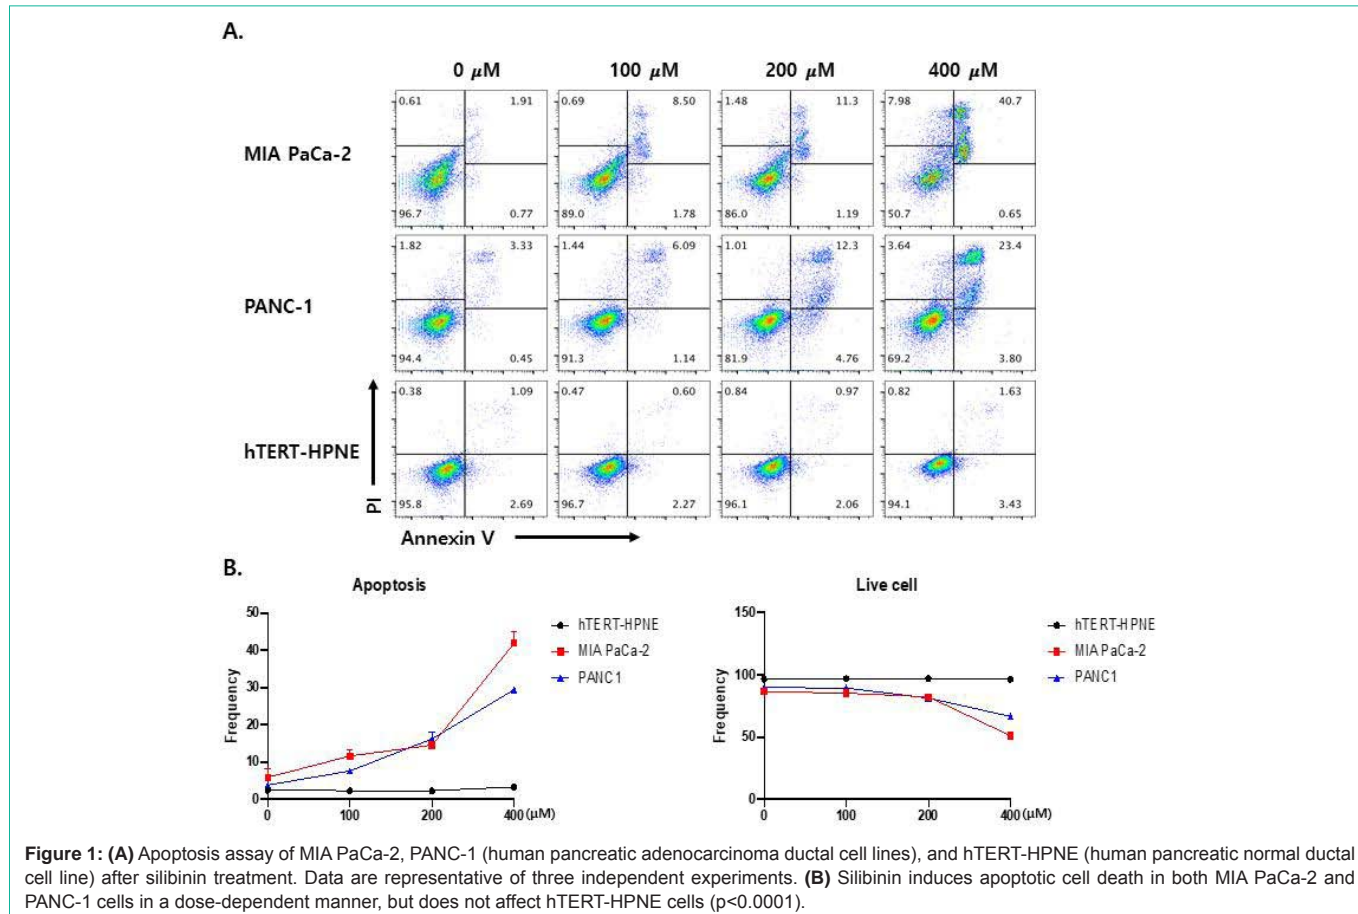 A.
0 µM 100 µM 200 µM 400 µM
MIA PaCa-2
0.61 1.91 0.69 8.50 1.48 11.3 7.98 40.7
96.7 0.77 89.0 1.78 86.0 1.19 50.7 0.65
PANC-1
1.82 3.33 1.44 6.09 1.01 12.3 3.64 23.4
94.4 0.45 91.3 1.14 81.9 4.76 69.2 3.80
hTERT-HPNE
0.38 1.09 0.47 0.60 0.84 0.97 0.82 1.63
95.8 2.69 96.7 2.27 96.1 2.06 94.1 3.43
PI
Annexin V
B.
Apoptosis
Frequency
50
40
30
20
10
0
0 100 200 400 (µM)
hTERT-HPNE
MIA PaCa-2
PANC1
Live cell
Frequency
150
100
50
0
0 100 200 400 (µM)
hTERT-HPNE
MIA PaCa-2
PANC1
Figure 1: (A) Apoptosis assay of MIA PaCa-2, PANC-1 (human pancreatic adenocarcinoma ductal cell lines), and hTERT-HPNE (human pancreatic normal ductal
cell line) after silibinin treatment. Data are representative of three independent experiments. (B) Silibinin induces apoptotic cell death in both MIA PaCa-2 and
PANC-1 cells in a dose-dependent manner, but does not affect hTERT-HPNE cells (p<0.0001).